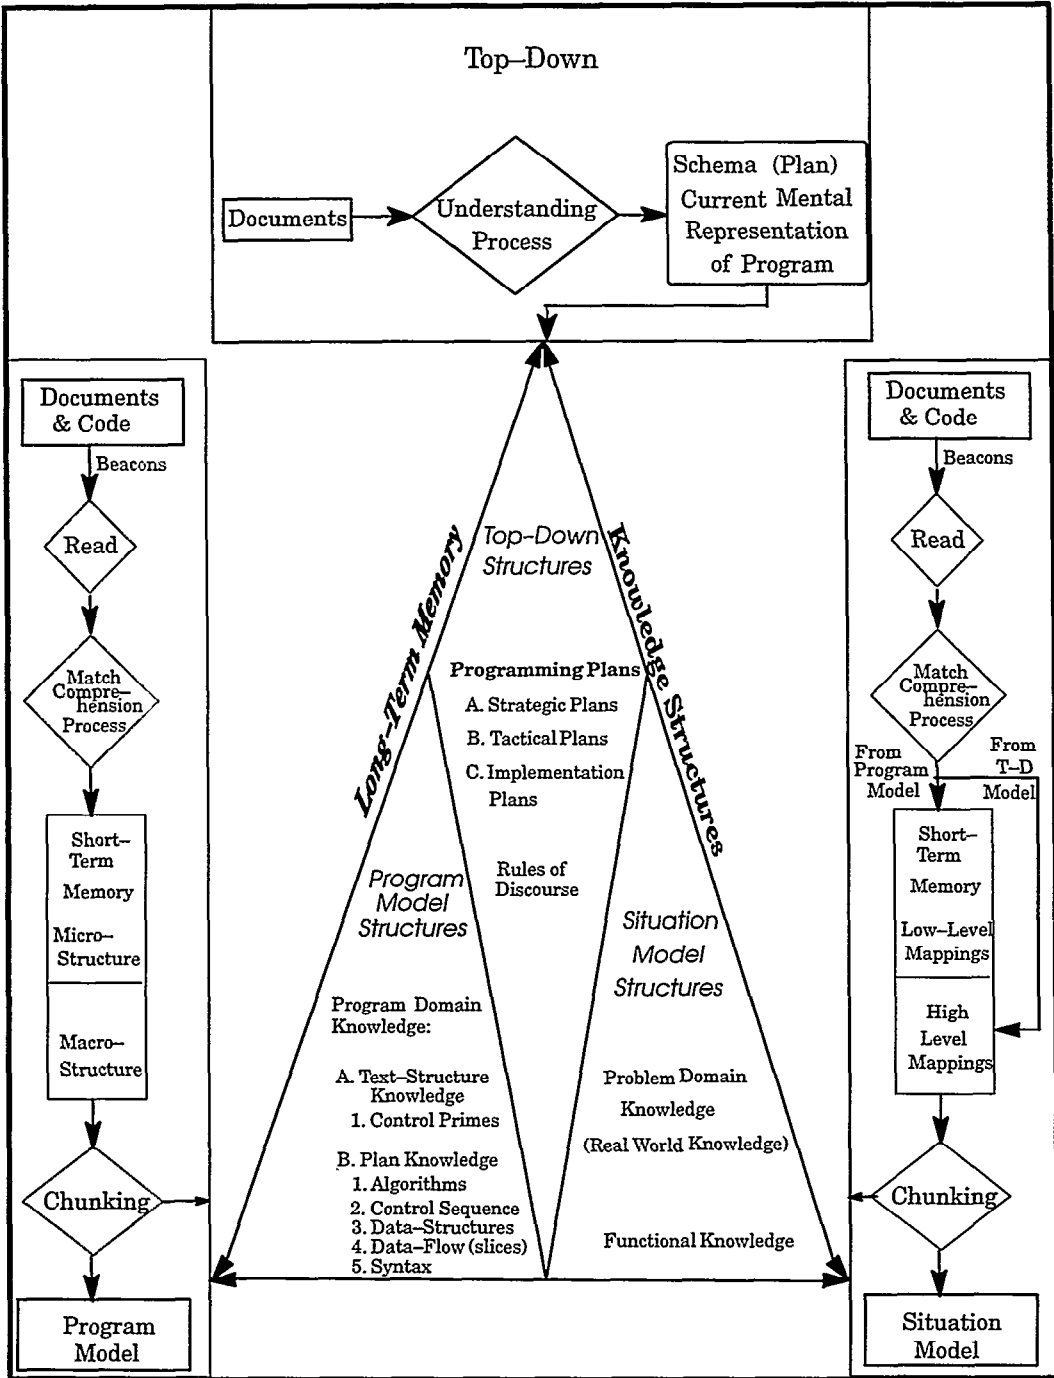 Top–Down
Documents
Understanding
Process
Schema (Plan)
Current Mental
Representation
of Program
Documents
& Code
Beacons
Read
Match
Compre–
hension
Process
Short–
Term
Memory
Micro–
Structure
Macro–
Structure
Chunking
Program
Model
Long–Term Memory
Knowledge Structures
Top–Down
Structures
Programming Plans
A. Strategic Plans
B. Tactical Plans
C. Implementation
Plans
Rules of
Discourse
Program
Model
Structures
Program Domain
Knowledge:
A. Text–Structure
Knowledge
1. Control Primes
B. Plan Knowledge
1. Algorithms
2. Control Sequence
3. Data–Structures
4. Data–Flow (slices)
5. Syntax
Situation
Model
Structures
Problem Domain
Knowledge
(Real World Knowledge)
Functional Knowledge
Documents
& Code
Beacons
Read
Match
Compre–
hension
Process
From
Program
Model
From
T–D
Model
Short–
Term
Memory
Low–Level
Mappings
High
Level
Mappings
Chunking
Situation
Model